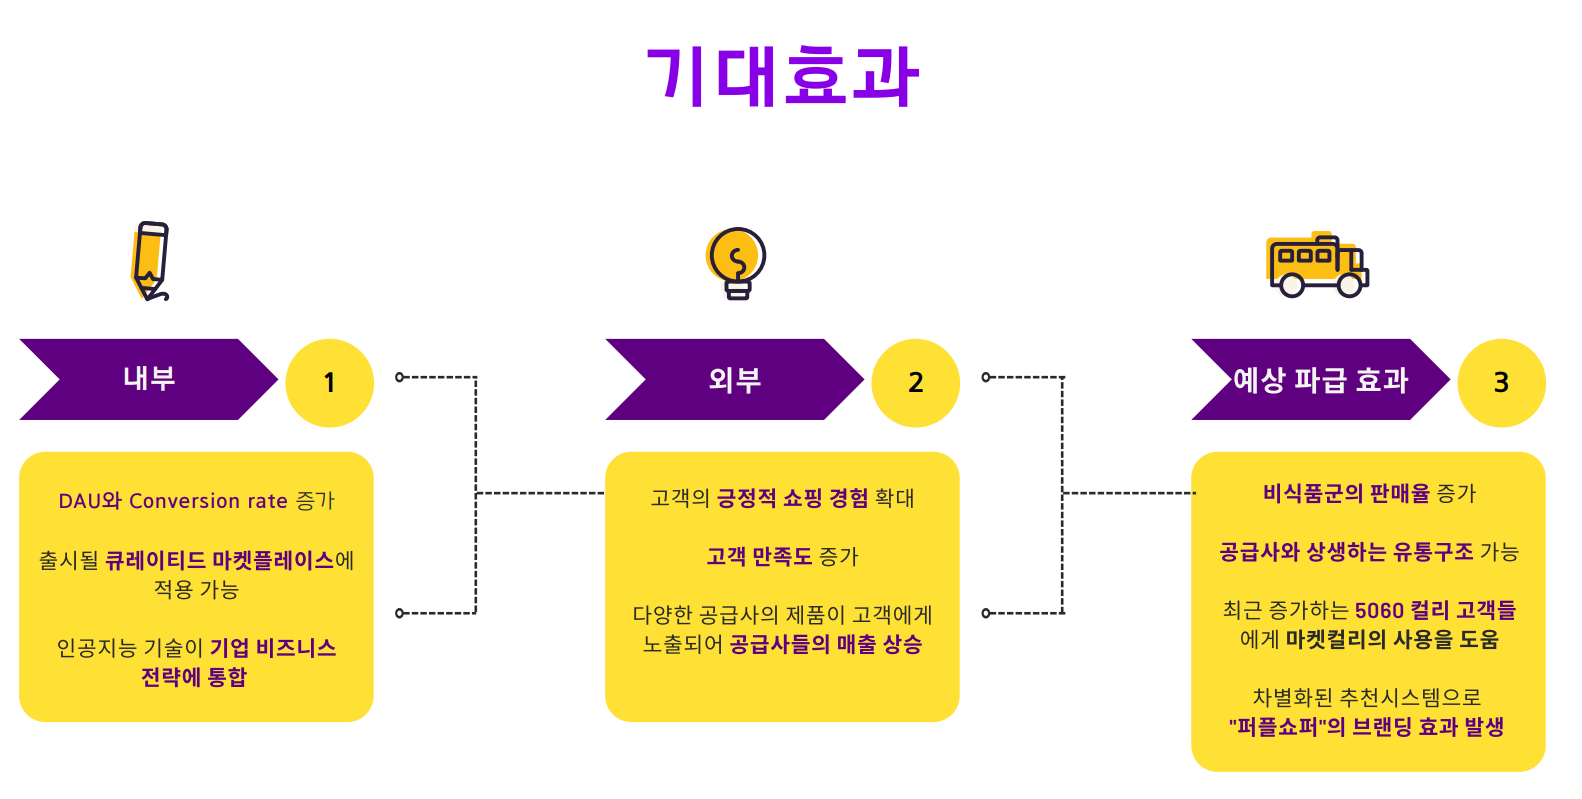 기대효과
내부
1
DAU와 Conversion rate 증가
출시될 큐레이티드 마켓플레이스에
적용 가능
인공지능 기술이 기업 비즈니스
전략에 통합
외부
2
고객의 긍정적 쇼핑 경험 확대
고객 만족도 증가
다양한 공급사의 제품이 고객에게
노출되어 공급사들의 매출 상승
예상 파급 효과
3
비식품군의 판매율 증가
공급사와 상생하는 유통구조 가능
최근 증가하는 5060 컬리 고객들
에게 마켓컬리의 사용을 도움
차별화된 추천시스템으로
"퍼플쇼퍼"의 브랜딩 효과 발생